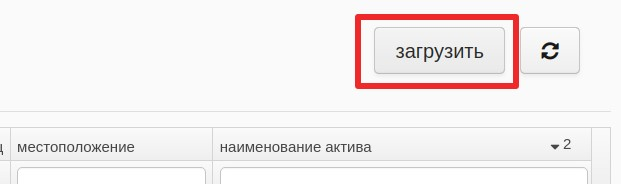 загрузить
местоположение
наименование актива
2